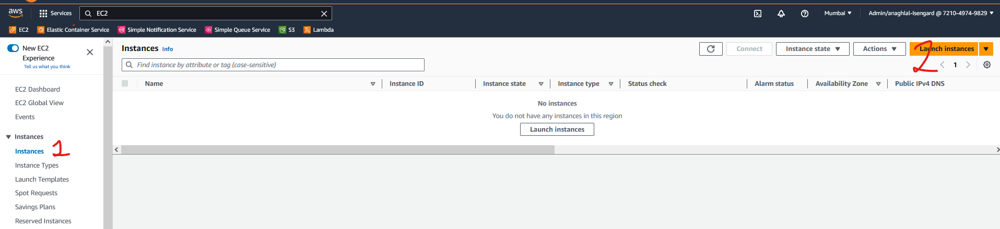 aws Services EC2 Mumbai Admin/anaghlal-Isengard @ 7210-4974-9829
EC2 Elastic Container Service Simple Notification Service Simple Queue Service S3 Lambda
New EC2
Experience
Tell us what you think
EC2 Dashboard
EC2 Global View
Events
Instances
Instances 1
Instance Types
Launch Templates
Spot Requests
Savings Plans
Reserved Instances
Instances Info Connect Instance state Actions Launch instances
2
Find instance by attribute or tag (case-sensitive) 1
Name Instance ID Instance state Instance type Status check Alarm status Availability Zone Public IPv4 DNS
No instances
You do not have any instances in this region
Launch instances